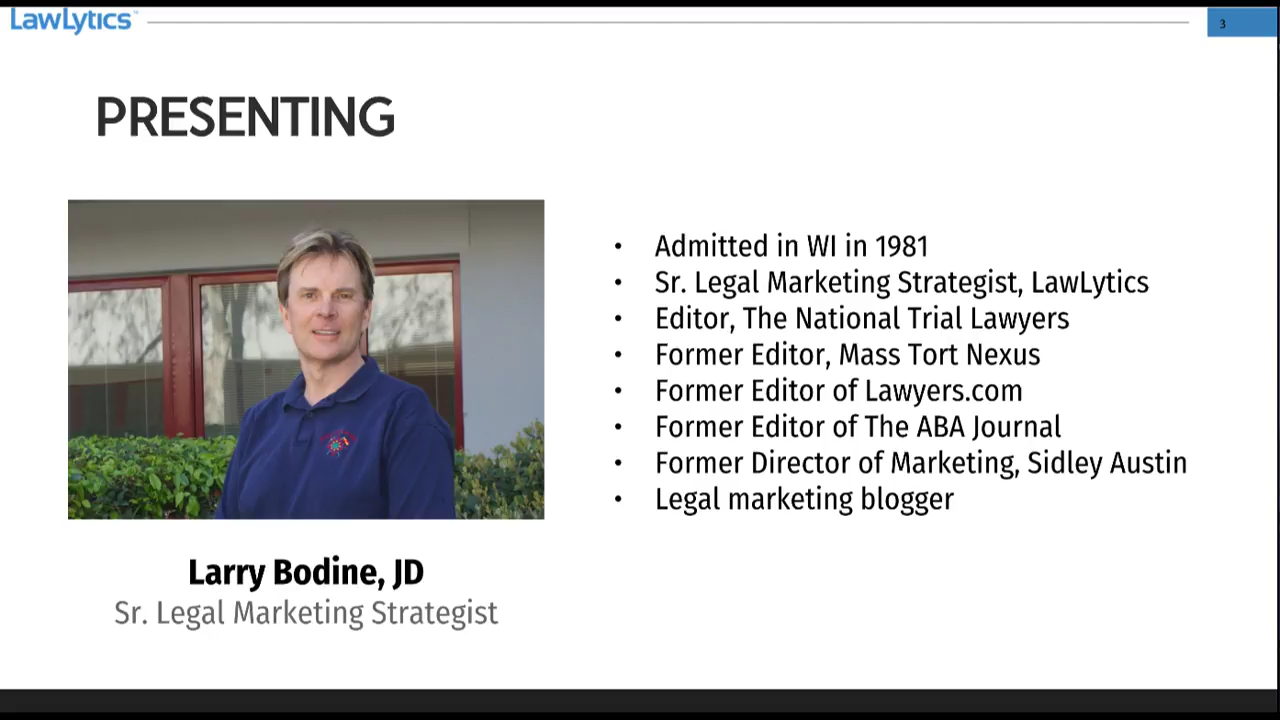 LawLytics™
3
PRESENTING
• Admitted in WI in 1981
• Sr. Legal Marketing Strategist, LawLytics
• Editor, The National Trial Lawyers
• Former Editor, Mass Tort Nexus
• Former Editor of Lawyers.com
• Former Editor of The ABA Journal
• Former Director of Marketing, Sidley Austin
• Legal marketing blogger
Larry Bodine, JD
Sr. Legal Marketing Strategist